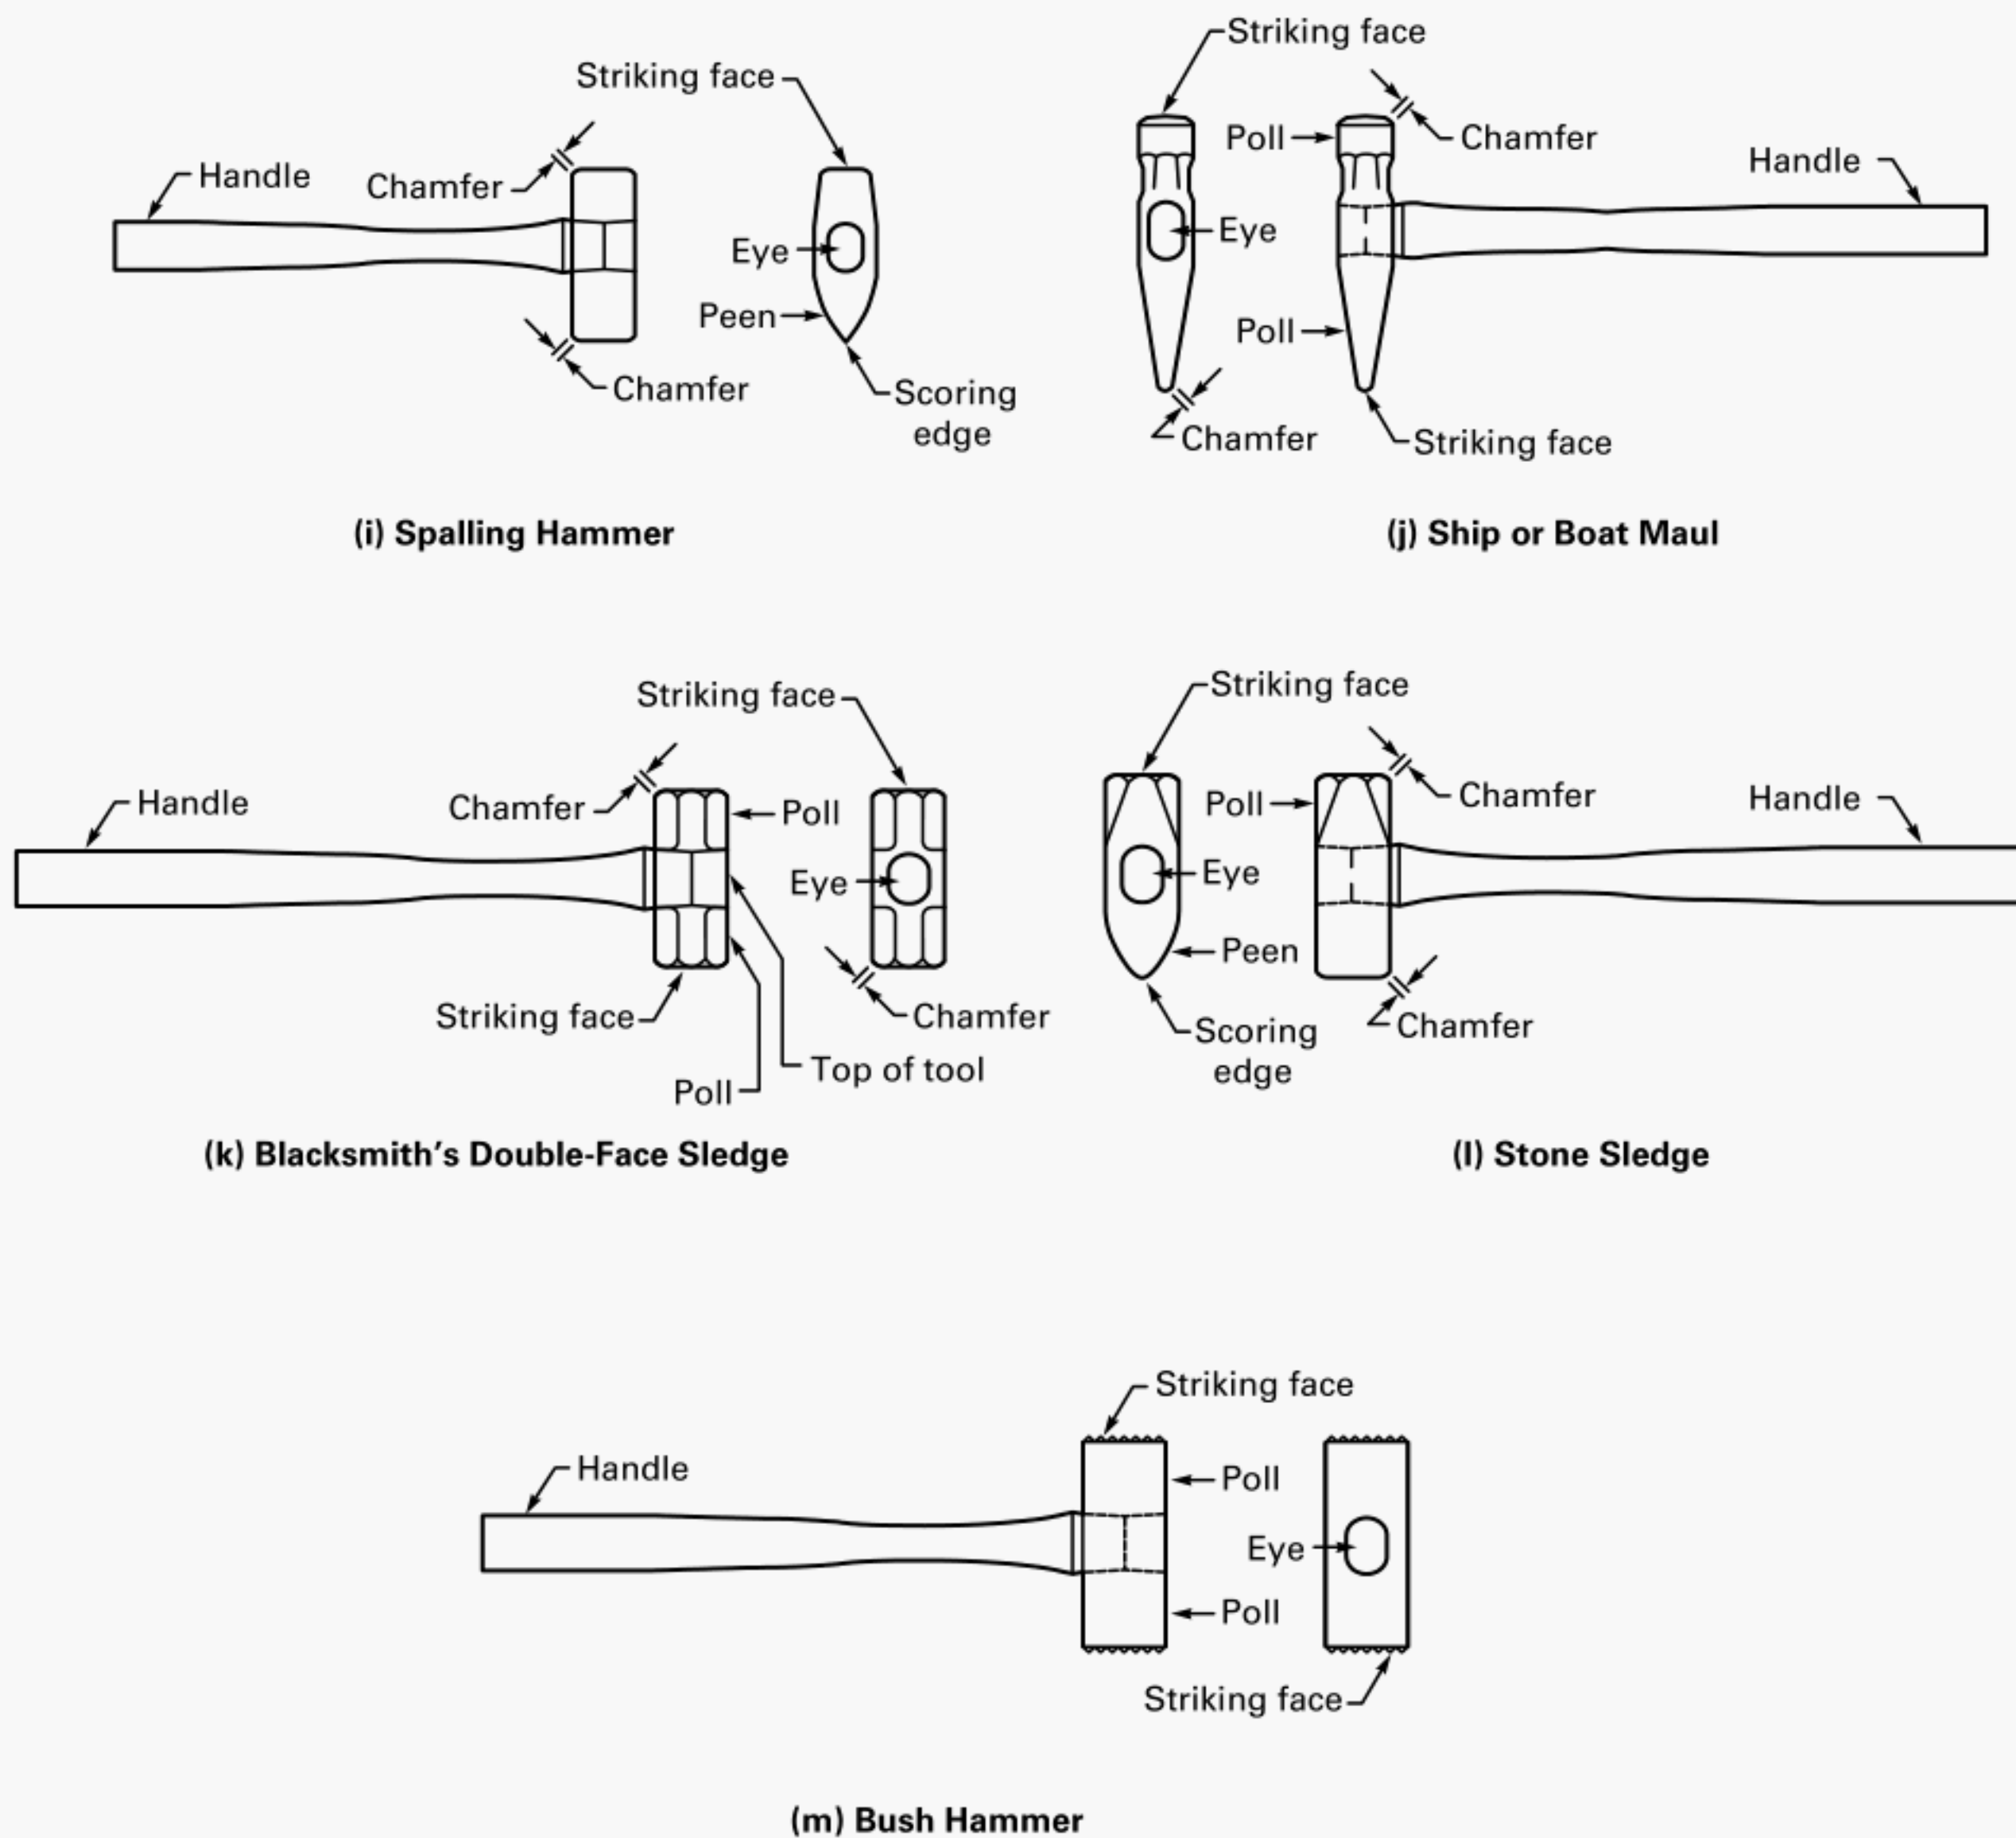 Striking face
Handle
Chamfer
Eye
Peen
Chamfer
Scoring
edge
(i) Spalling Hammer
Striking face
Poll
Chamfer
Handle
Eye
Poll
Chamfer
Striking face
(j) Ship or Boat Maul
Striking face
Handle
Chamfer
Poll
Eye
Striking face
Chamfer
Top of tool
Poll
(k) Blacksmith’s Double-Face Sledge
Striking face
Poll
Chamfer
Handle
Eye
Peen
Scoring
edge
Chamfer
(l) Stone Sledge
Striking face
Handle
Poll
Eye
Poll
Striking face
(m) Bush Hammer